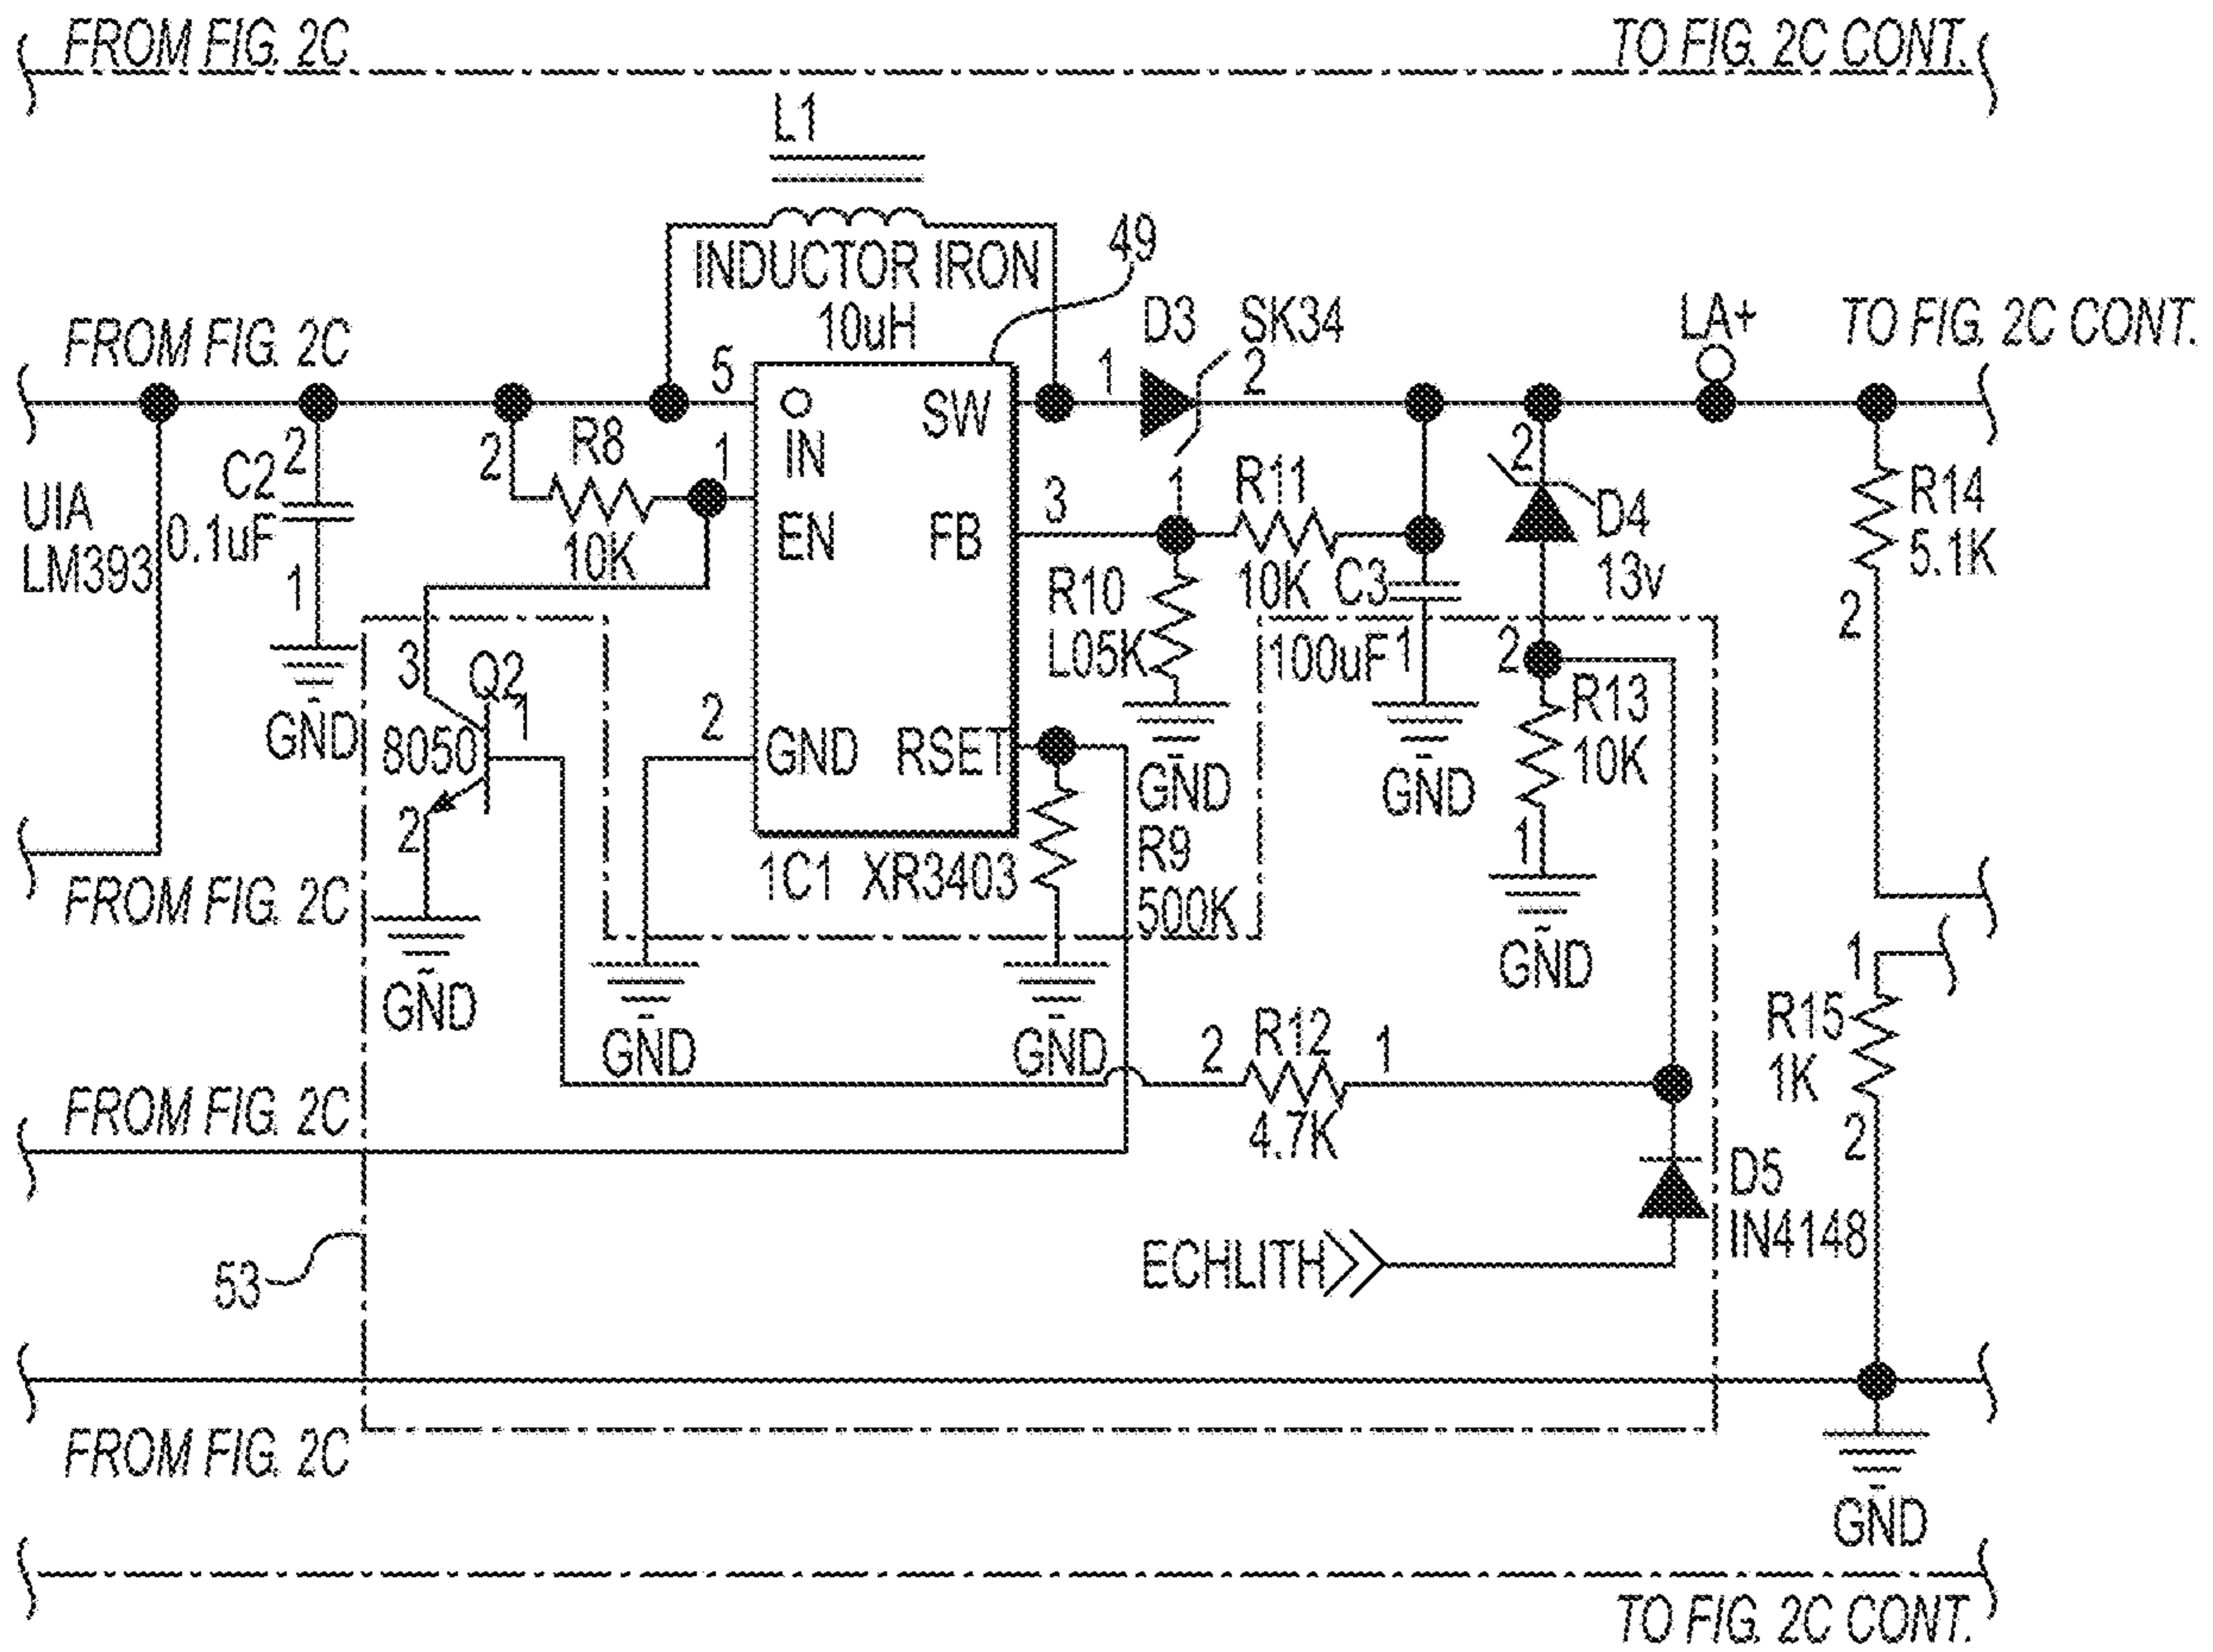 FROM FIG. 2C
TO FIG. 2C CONT.
L1
INDUCTOR IRON
10uH
49
FROM FIG. 2C
D3
SK34
LA+
TO FIG. 2C CONT.
5
1
2
IN
SW
C2
0.1uF
2
1
GND
UIA
LM393
2
R8
10K
1
EN
FB
3
1
R11
10K
2
D4
13v
R14
5.1K
2
R10
L05K
GND
C3
100uF
1
GND
3
Q2
1
8050
2
GND
2
GND
RSET
1C1 XR3403
R9
500K
2
R13
10K
1
GND
FROM FIG. 2C
GND
GND
2
R12
1
4.7K
1
R15
1K
2
FROM FIG. 2C
D5
IN4148
ECHLITH
53
FROM FIG. 2C
GND
TO FIG. 2C CONT.